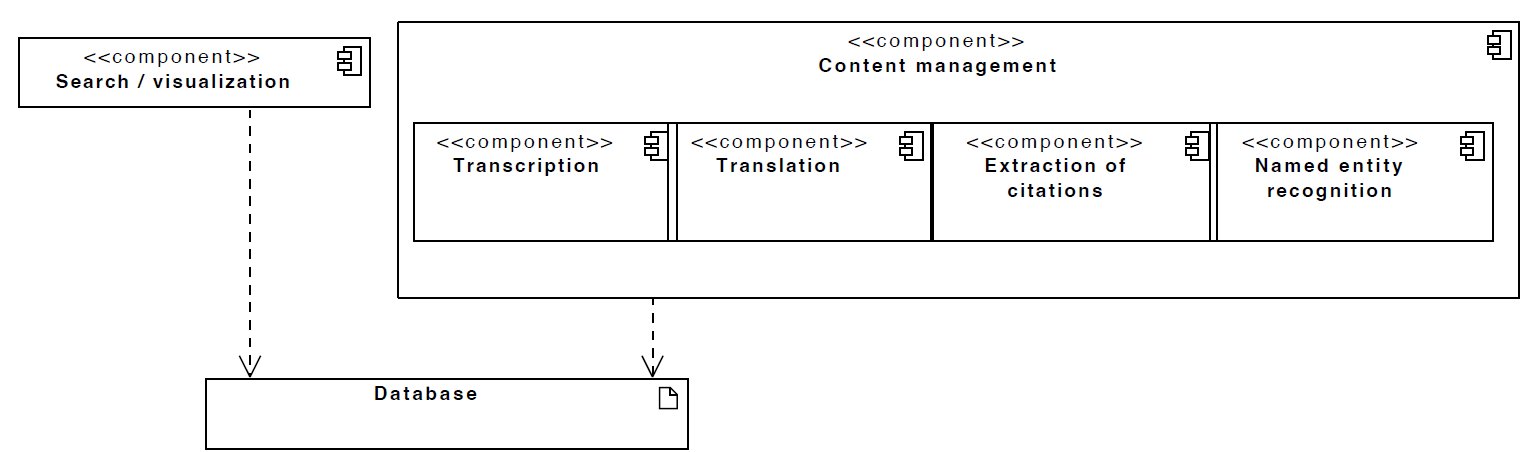 <<component>>
Search / visualization
<<component>>
Content management
<<component>>
Transcription
<<component>>
Translation
<<component>>
Extraction of
citations
<<component>>
Named entity
recognition
Database